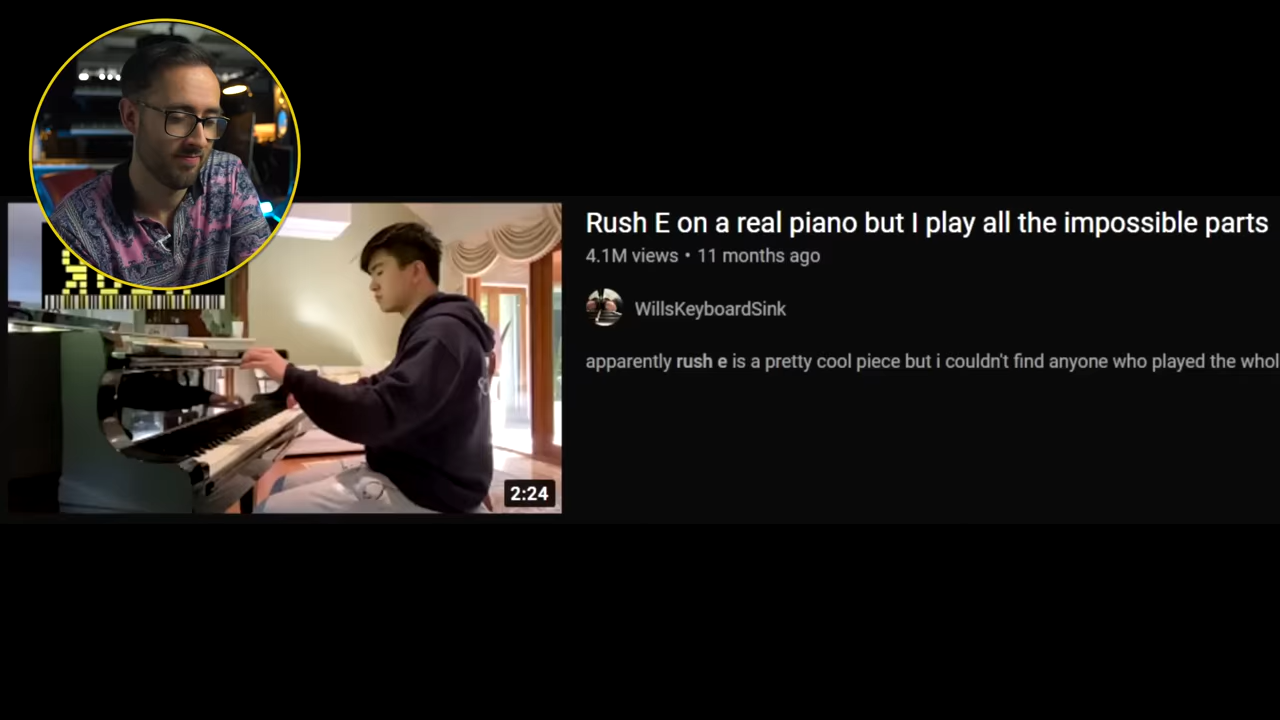 Rush E on a real piano but I play all the impossible parts
4.1M views • 11 months ago
WillsKeyboardSink
apparently rush e is a pretty cool piece but i couldn't find anyone who played the whol
2:24